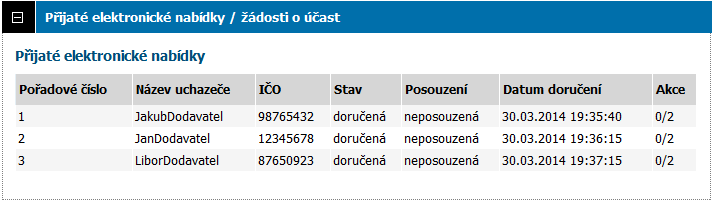 Přijaté elektronické nabídky / žádosti o účast
Přijaté elektronické nabídky
Pořadové číslo Název uchazeče IČO Stav Posouzení Datum doručení Akce
1 JakubDodavatel 98765432 doručená neposouzená 30.03.2014 19:35:40 0/2
2 JanDodavatel 12345678 doručená neposouzená 30.03.2014 19:36:15 0/2
3 LiborDodavatel 87650923 doručená neposouzená 30.03.2014 19:37:15 0/2